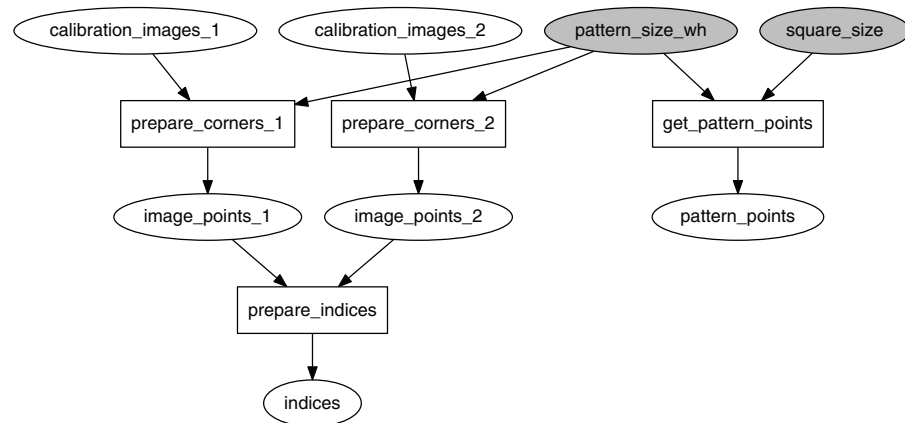 calibration_images_1
calibration_images_2
pattern_size_wh
square_size
prepare_corners_1
prepare_corners_2
get_pattern_points
image_points_1
image_points_2
pattern_points
prepare_indices
indices